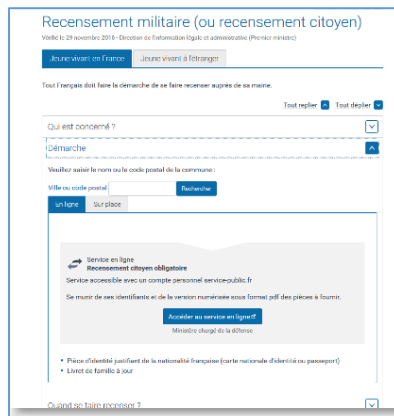 Recensement militaire (ou recensement citoyen)
Vérifié le 29 novembre 2016 - Direction de l'information légale et administrative (Premier ministre)
Jeune vivant en France Jeune vivant à l'étranger
Tout Français doit faire la démarche de se faire recenser auprès de sa mairie.
Tout replier Tout déplier
Qui est concerné ?
Démarche
Veuillez saisir le nom ou le code postal de la commune :
Ville ou code postal Rechercher
En ligne Sur place
Service en ligne
Recensement citoyen obligatoire
Service accessible avec un compte personnel service-public.fr
Se munir de ses identifiants et de la version numérisée sous format pdf des pièces à fournir.
Accéder au service en ligne
Ministère chargé de la défense
• Pièce d'identité justifiant de la nationalité française (carte nationale d'identité ou passeport)
• Livret de famille à jour
Quand se faire recenser ?